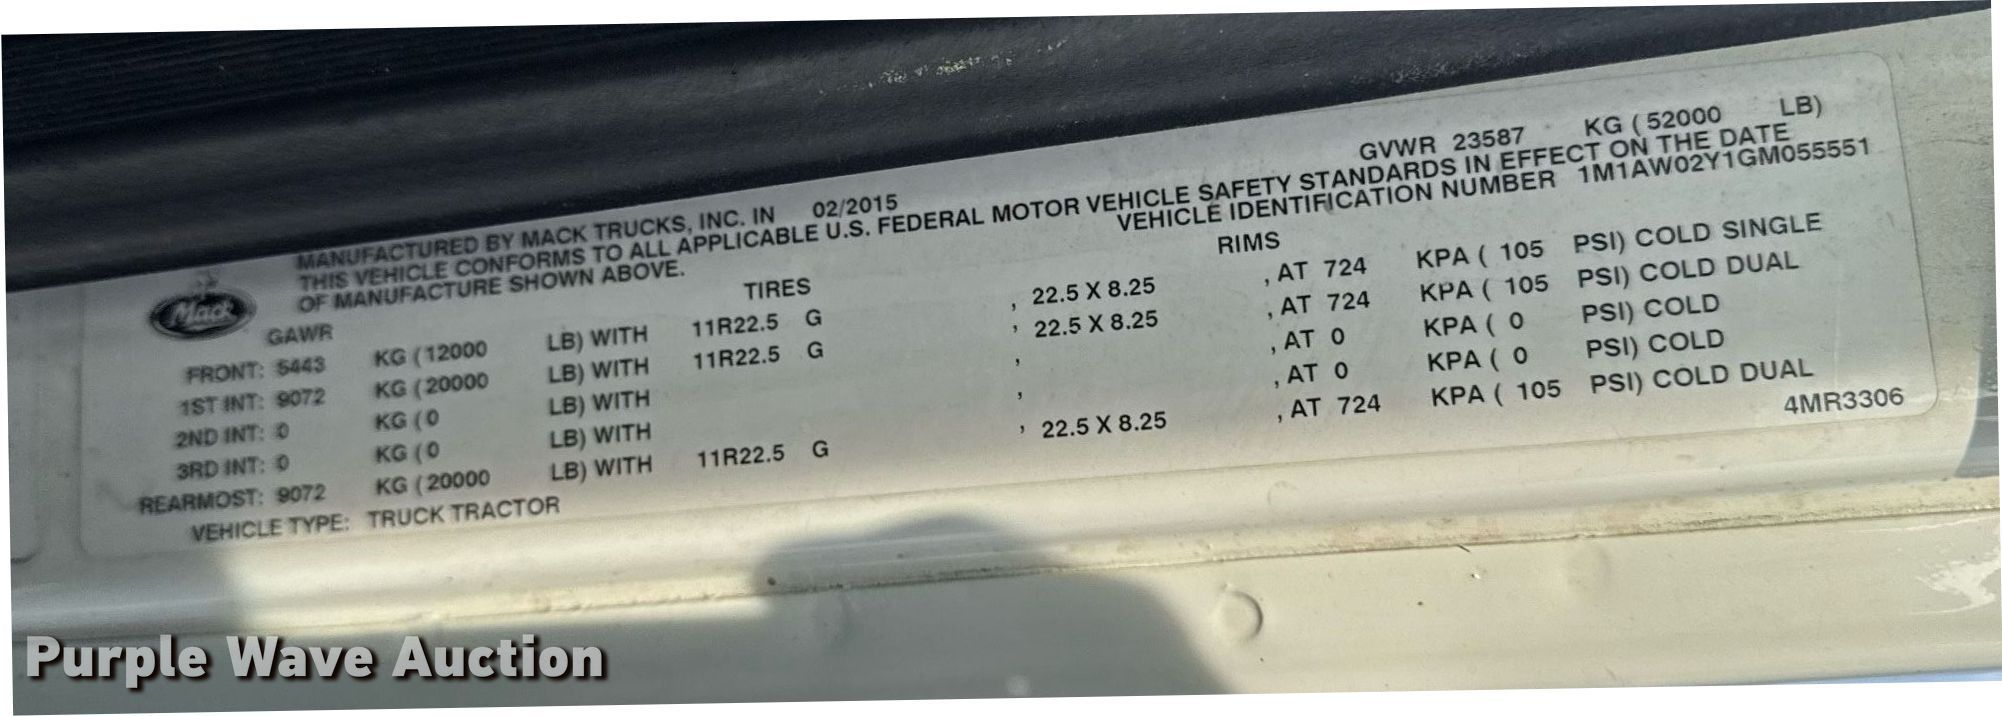 GVWR 23587 KG ( 52000 LB)
MANUFACTURED BY MACK TRUCKS, INC. IN 02/2015
THIS VEHICLE CONFORMS TO ALL APPLICABLE U.S. FEDERAL MOTOR VEHICLE SAFETY STANDARDS IN EFFECT ON THE DATE
OF MANUFACTURE SHOWN ABOVE. VEHICLE IDENTIFICATION NUMBER 1M1AW02Y1GM055551
Mack
GAWR TIRES RIMS
FRONT: 5443 KG ( 12000 LB) WITH 11R22.5 G , 22.5 X 8.25 , AT 724 KPA ( 105 PSI) COLD SINGLE
1ST INT: 9072 KG ( 20000 LB) WITH 11R22.5 G , 22.5 X 8.25 , AT 724 KPA ( 105 PSI) COLD DUAL
2ND INT: 0 KG ( 0 LB) WITH , , AT 0 KPA ( 0 PSI) COLD
3RD INT: 0 KG ( 0 LB) WITH , , AT 0 KPA ( 0 PSI) COLD
REARMOST: 9072 KG ( 20000 LB) WITH 11R22.5 G , 22.5 X 8.25 , AT 724 KPA ( 105 PSI) COLD DUAL
VEHICLE TYPE: TRUCK TRACTOR 4MR3306
Purple Wave Auction